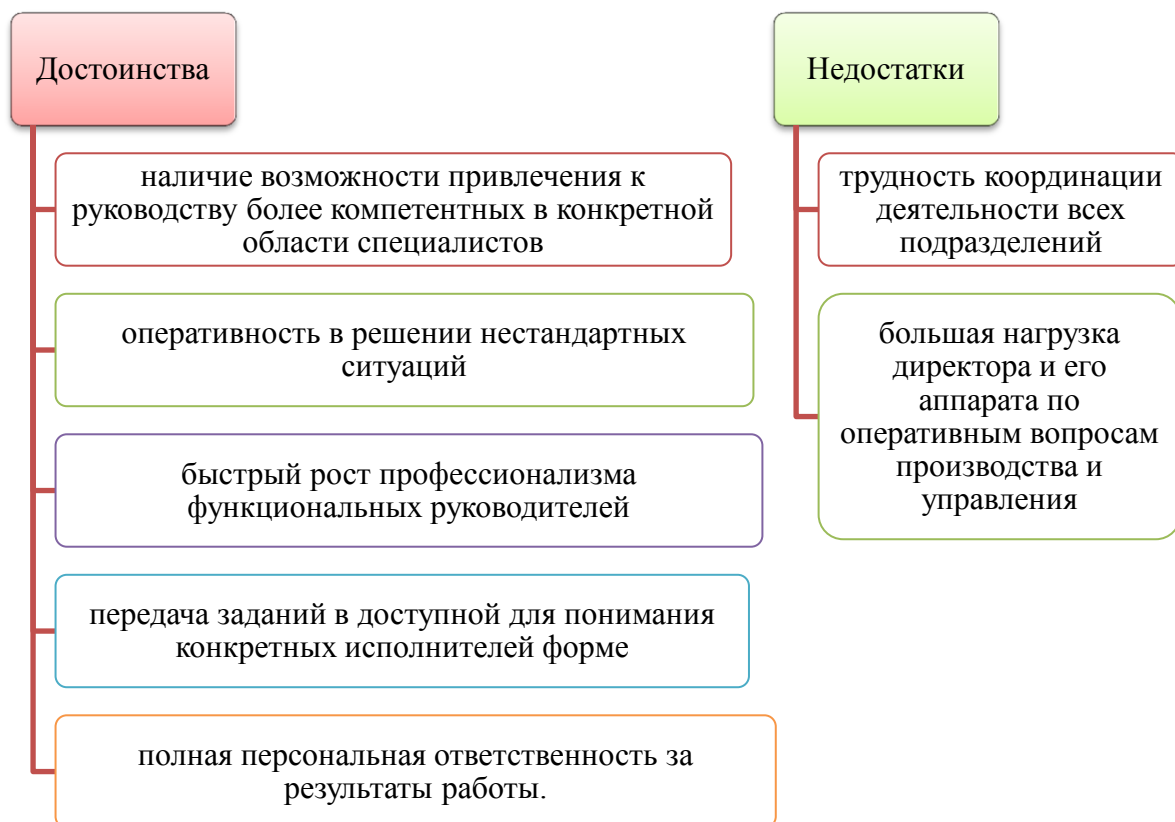 Достоинства
наличие возможности привлечения к
руководству более компетентных в конкретной
области специалистов
оперативность в решении нестандартных
ситуаций
быстрый рост профессионализма
функциональных руководителей
передача заданий в доступной для понимания
конкретных исполнителей форме
полная персональная ответственность за
результаты работы.
Недостатки
трудность координации
деятельности всех
подразделений
большая нагрузка
директора и его
аппарата по
оперативным вопросам
производства и
управления